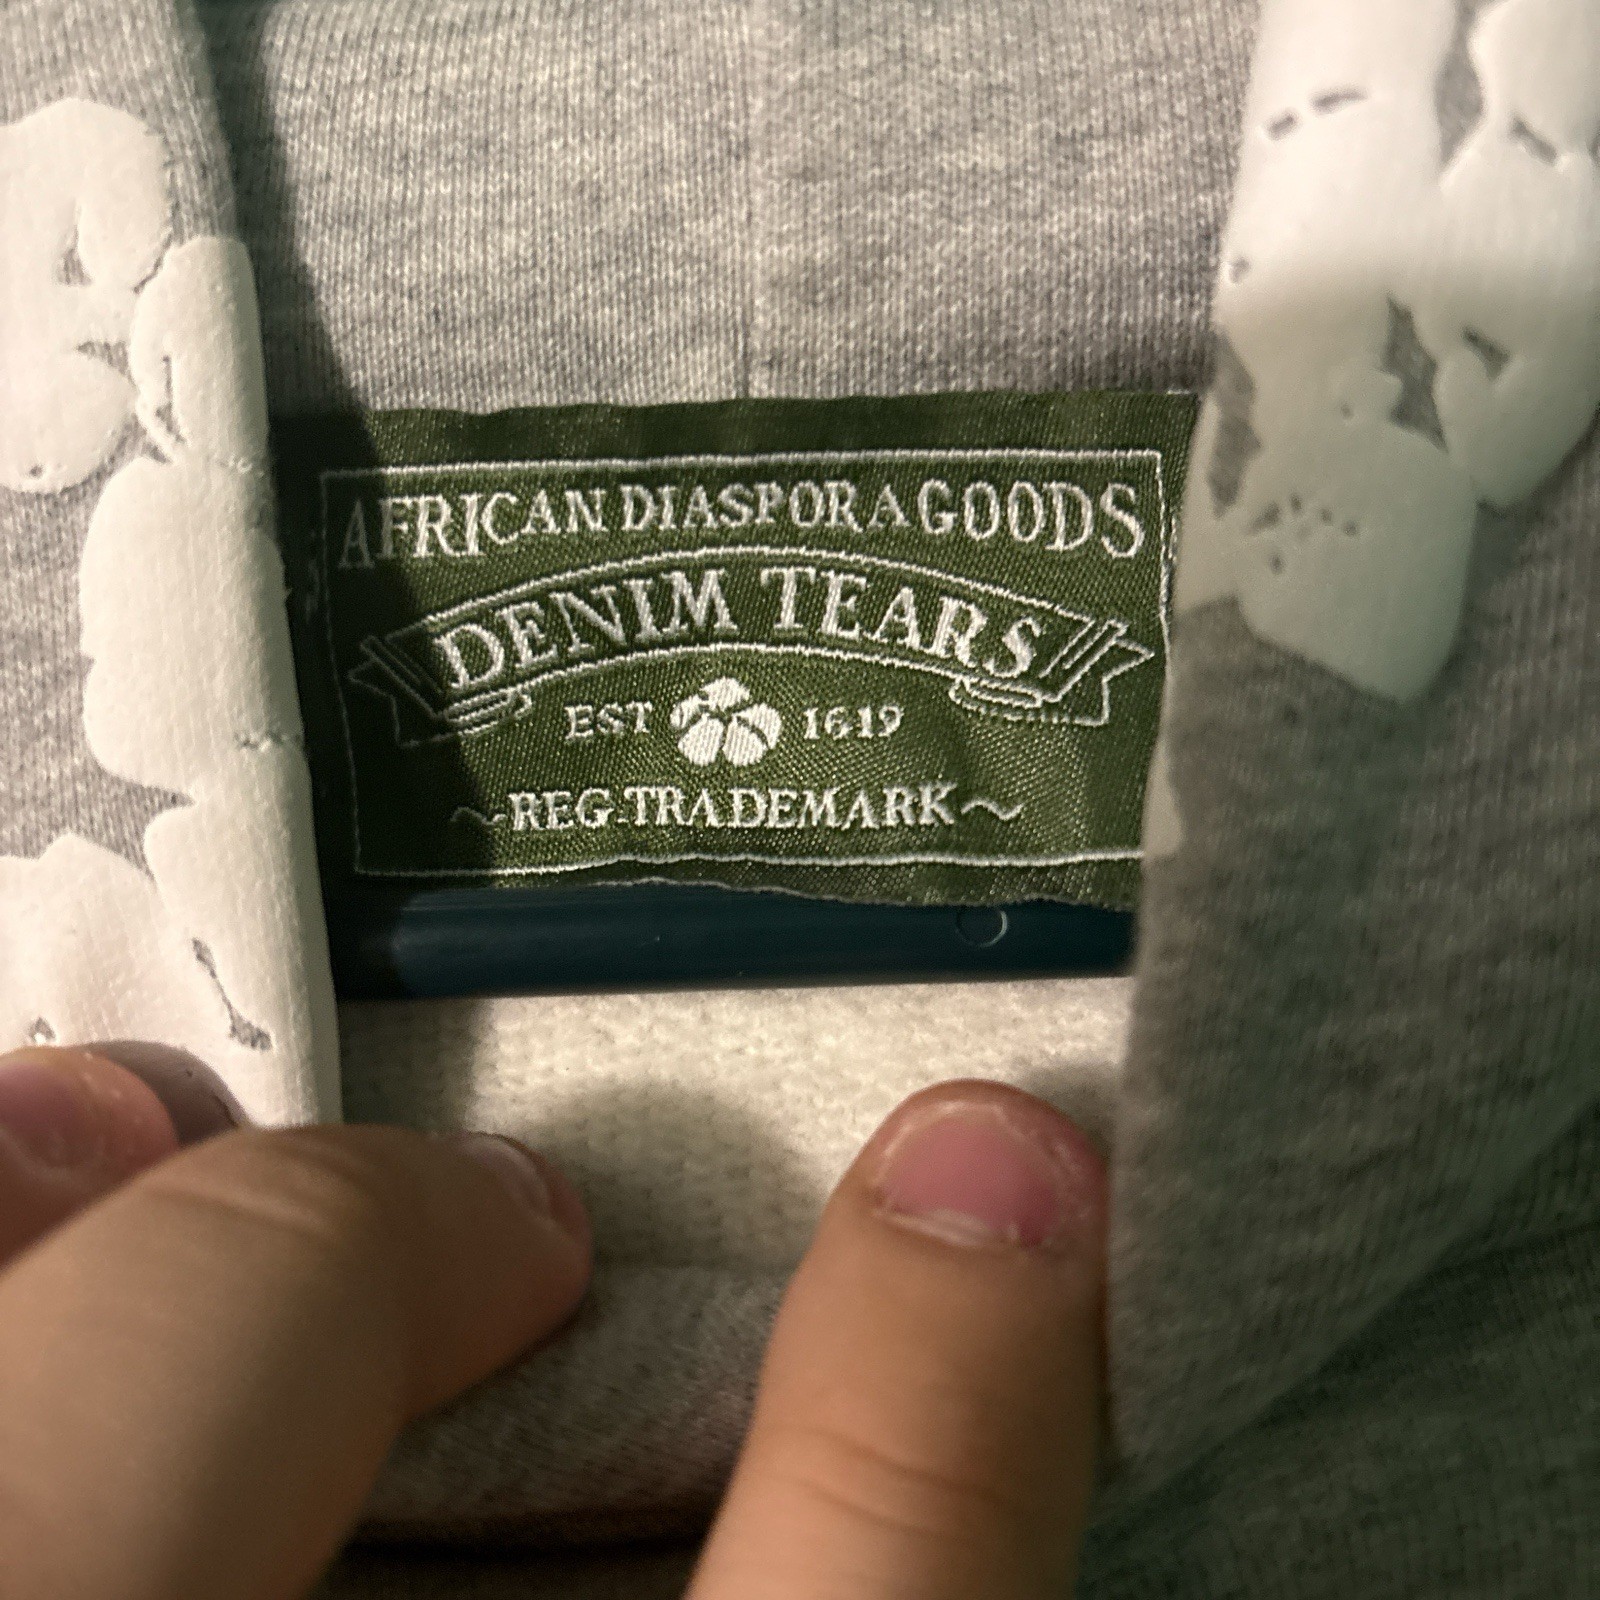 AFRICAN DIASPORA GOODS
DENIM TEARS
EST 1619
~REG TRADEMARK~